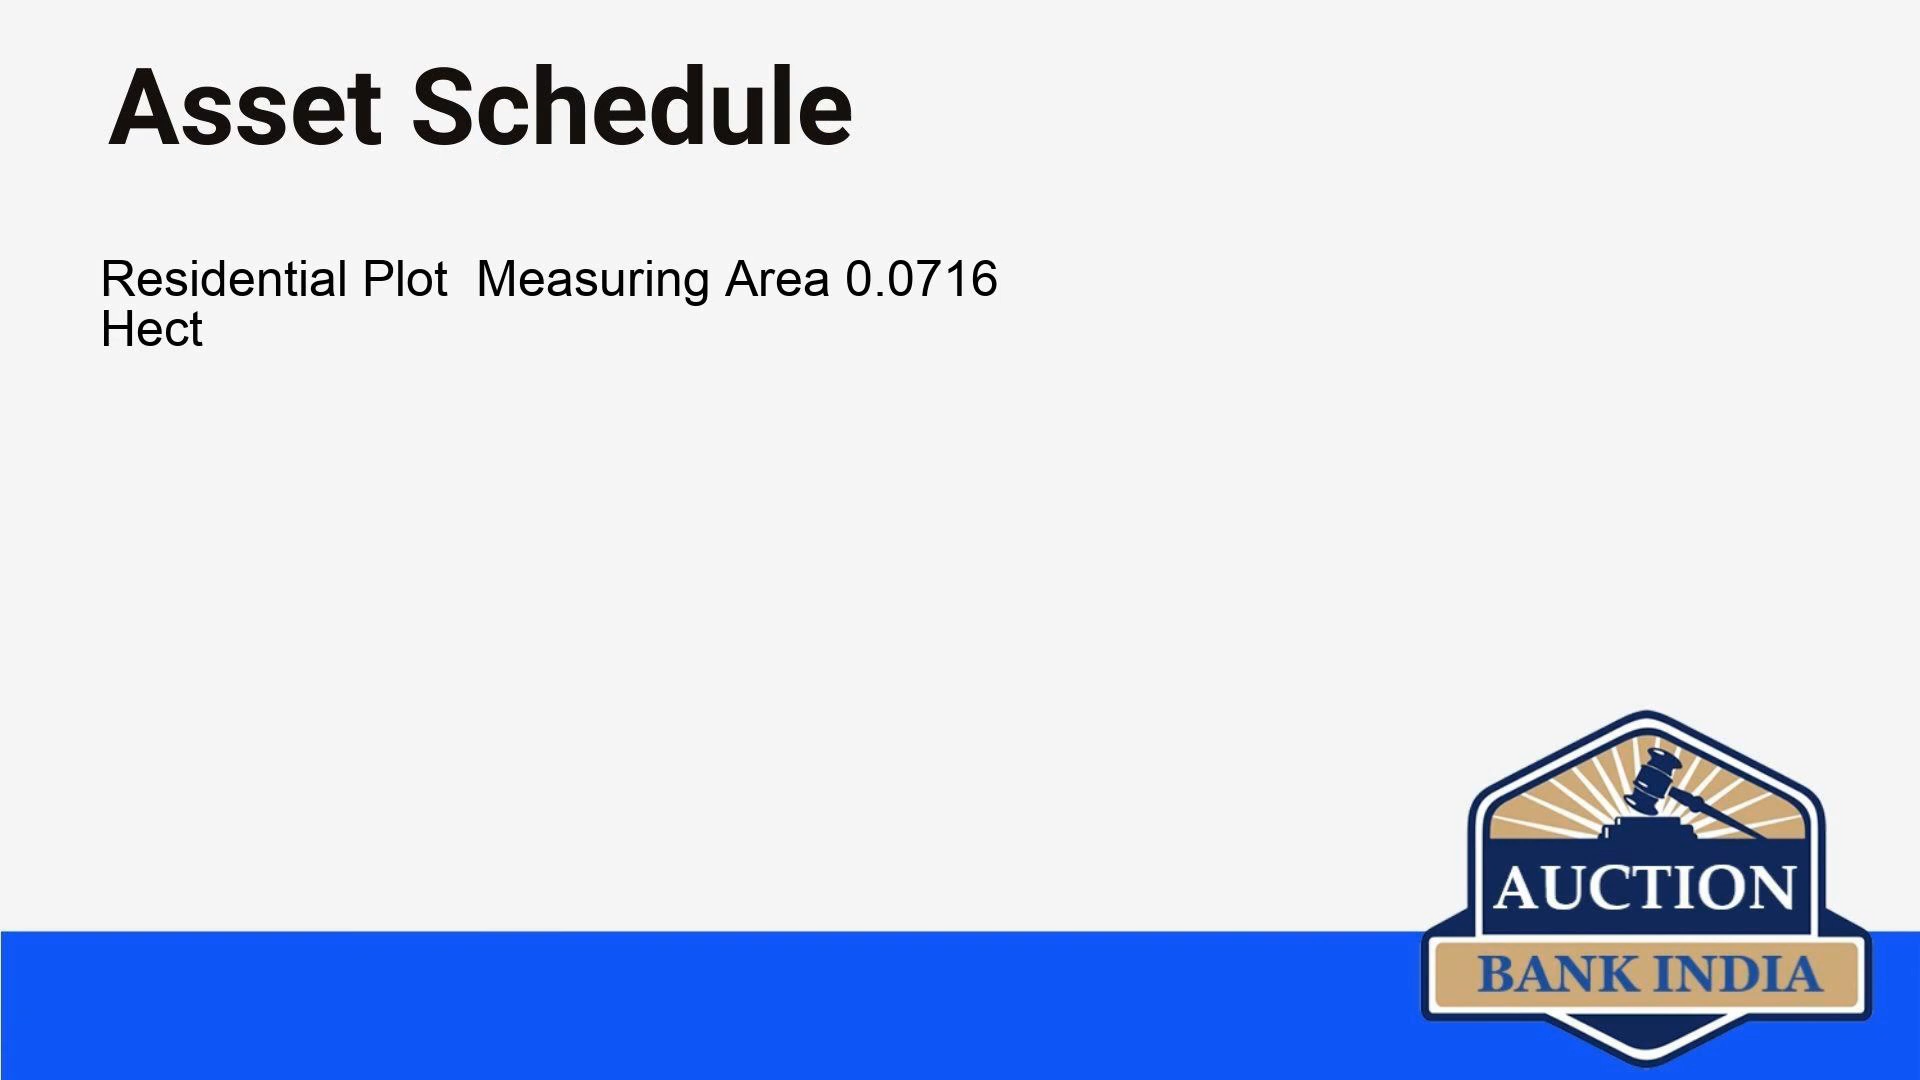 Asset Schedule
Residential Plot  Measuring Area 0.0716
Hect
AUCTION
BANK INDIA